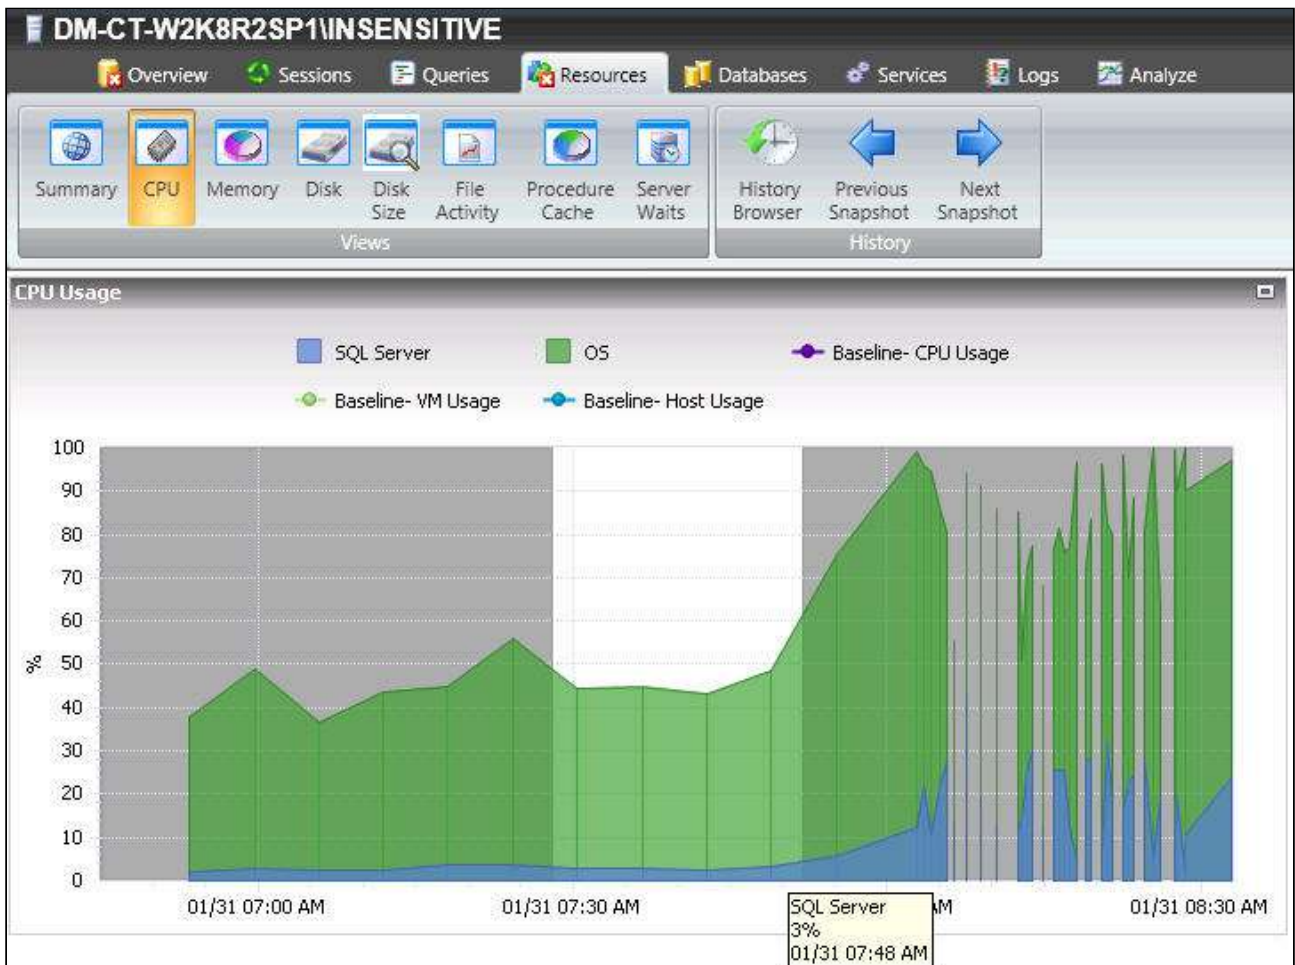 DM-CT-W2K8R2SP1\INSENSITIVE
Overview Sessions Queries Resources Databases Services Logs Analyze
Summary CPU Memory Disk Disk Size File Activity Procedure Cache Server Waits History Browser Previous Snapshot Next Snapshot
Views History
CPU Usage
SQL Server OS Baseline- CPU Usage
Baseline- VM Usage Baseline- Host Usage
100
90
80
70
60
50
40
30
20
10
0
%
01/31 07:00 AM 01/31 07:30 AM M 01/31 08:30 AM
SQL Server
3%
01/31 07:48 AM